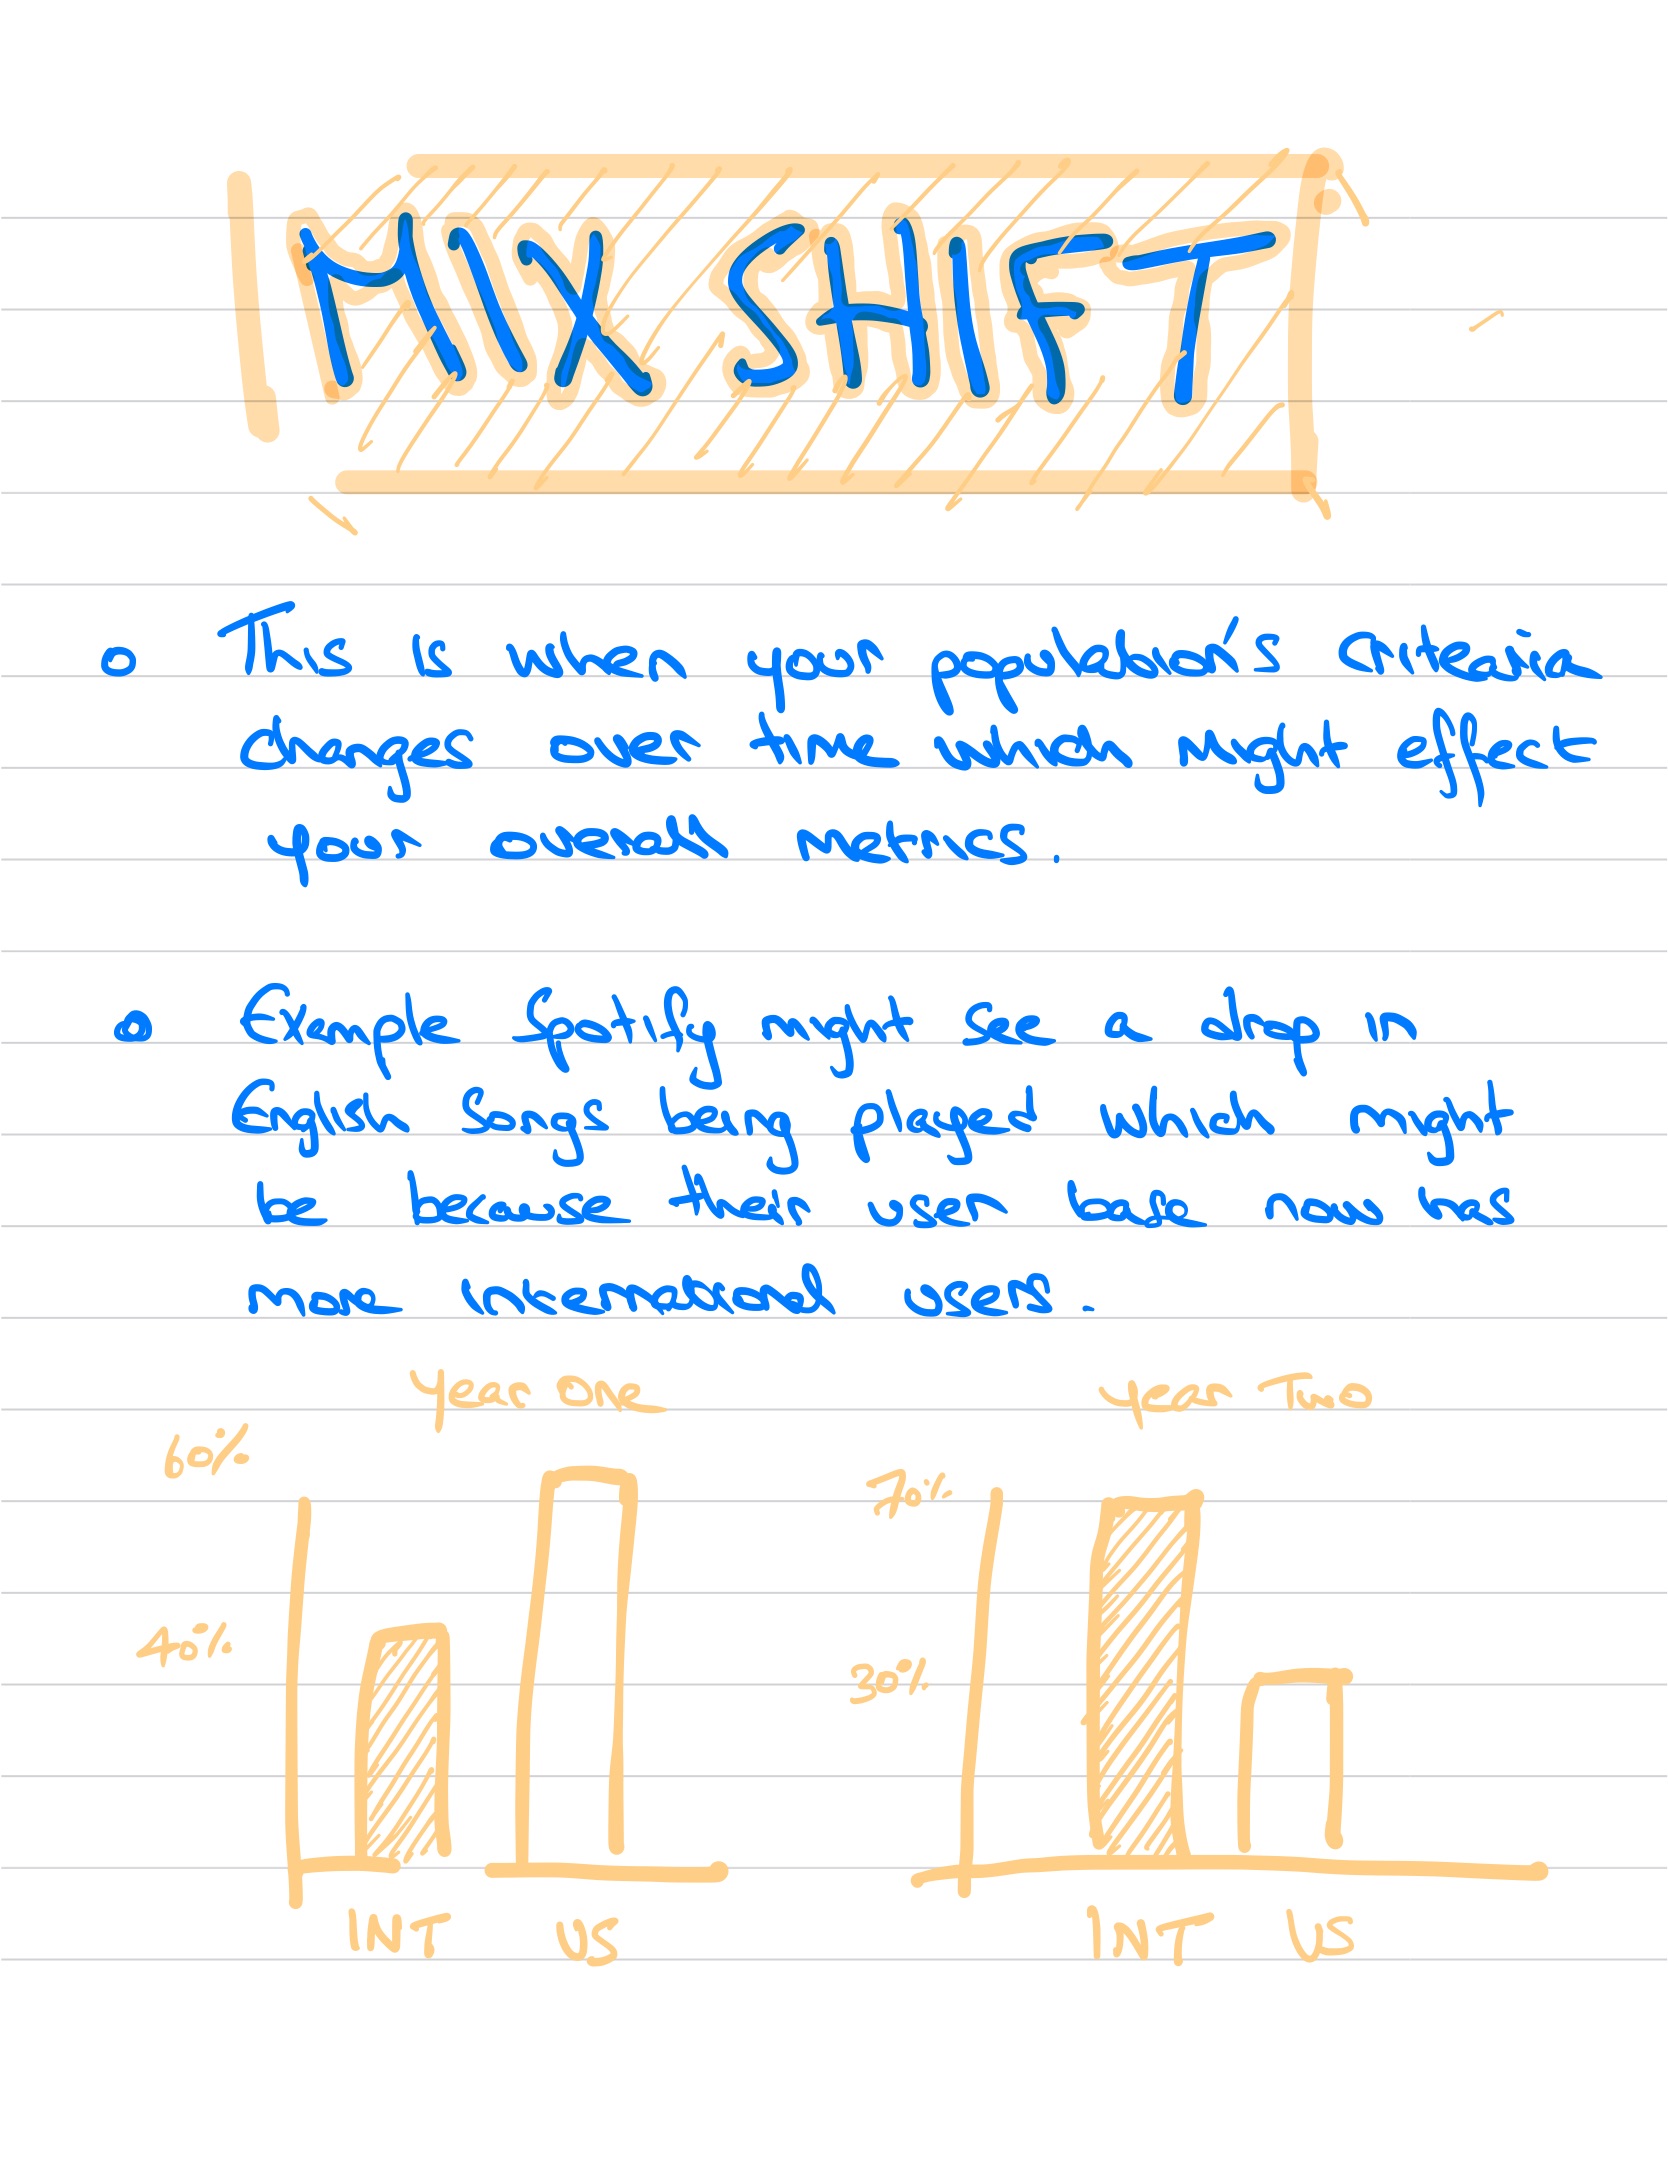 MIX SHIFT
This is when your population's criteria
changes over time which might effect
your overall metrics.
Example Spotify might see a drop in
English songs being played which might
be because their user base now has
more international users.
Year One
Year Two
60%
40%
INT US
70%
30%
INT US